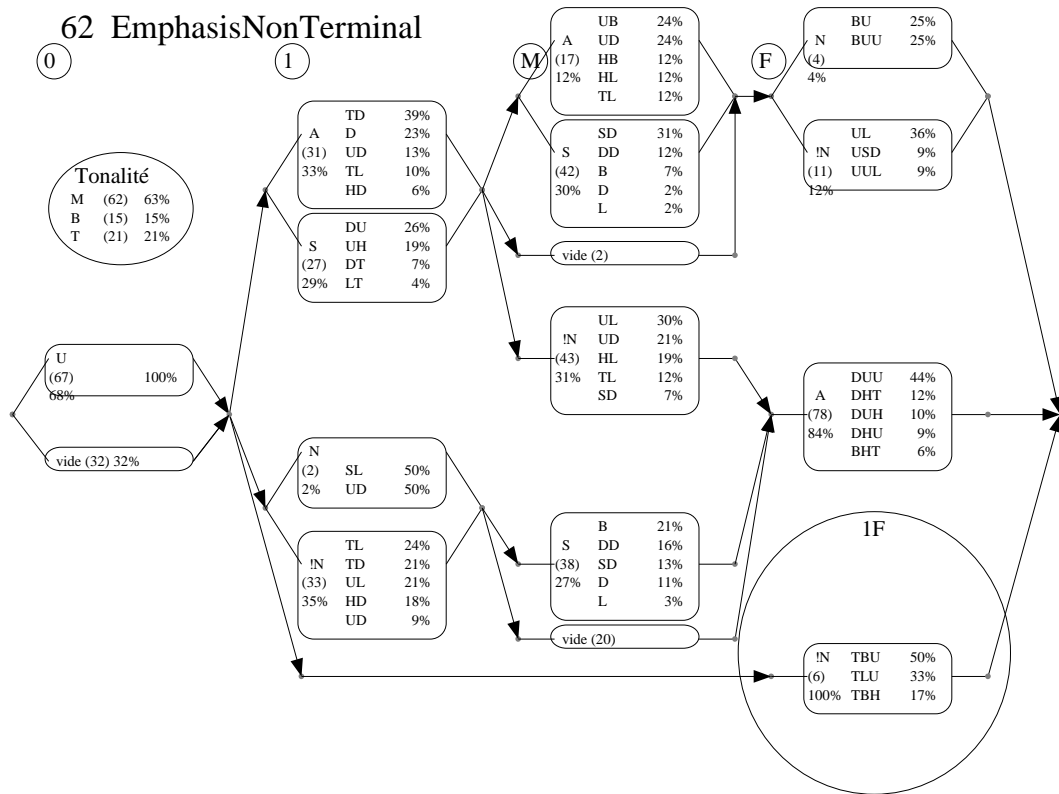 62 EmphasisNonTerminal
0
1
M
F
Tonalité
M (62) 63%
B (15) 15%
T (21) 21%
U
(67) 100%
68%
vide (32) 32%
TD 39%
A D 23%
(31) UD 13%
33% TL 10%
HD 6%
DU 26%
S UH 19%
(27) DT 7%
29% LT 4%
N
(2) SL 50%
2% UD 50%
TL 24%
!N TD 21%
(33) UL 21%
35% HD 18%
UD 9%
UB 24%
A UD 24%
(17) HB 12%
12% HL 12%
TL 12%
SD 31%
S DD 12%
(42) B 7%
30% D 2%
L 2%
vide (2)
UL 30%
!N UD 21%
(43) HL 19%
31% TL 12%
SD 7%
B 21%
S DD 16%
(38) SD 13%
27% D 11%
L 3%
vide (20)
BU 25%
N BUU 25%
(4)
4%
UL 36%
!N USD 9%
(11) UUL 9%
12%
DUU 44%
A DHT 12%
(78) DUH 10%
84% DHU 9%
BHT 6%
1F
!N TBU 50%
(6) TLU 33%
100% TBH 17%